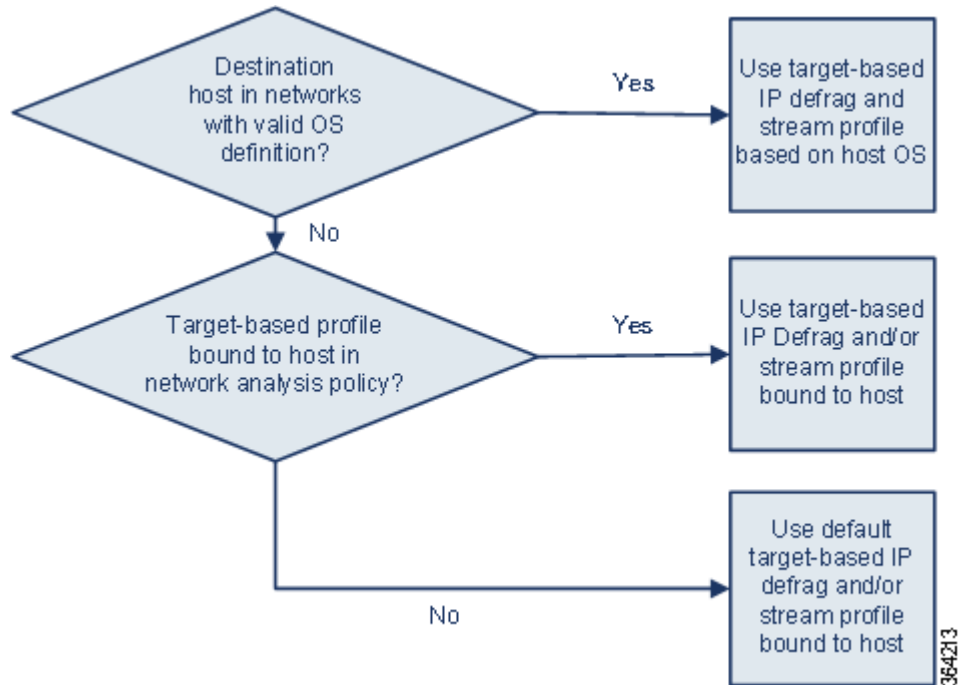 Destination
host in networks
with valid OS
definition?
Yes
Use target-based
IP defrag and
stream profile
based on host OS
No
Target-based profile
bound to host in
network analysis policy?
Yes
Use target-based
IP Defrag and/or
stream profile
bound to host
No
Use default
target-based IP
defrag and/or
stream profile
bound to host
364213